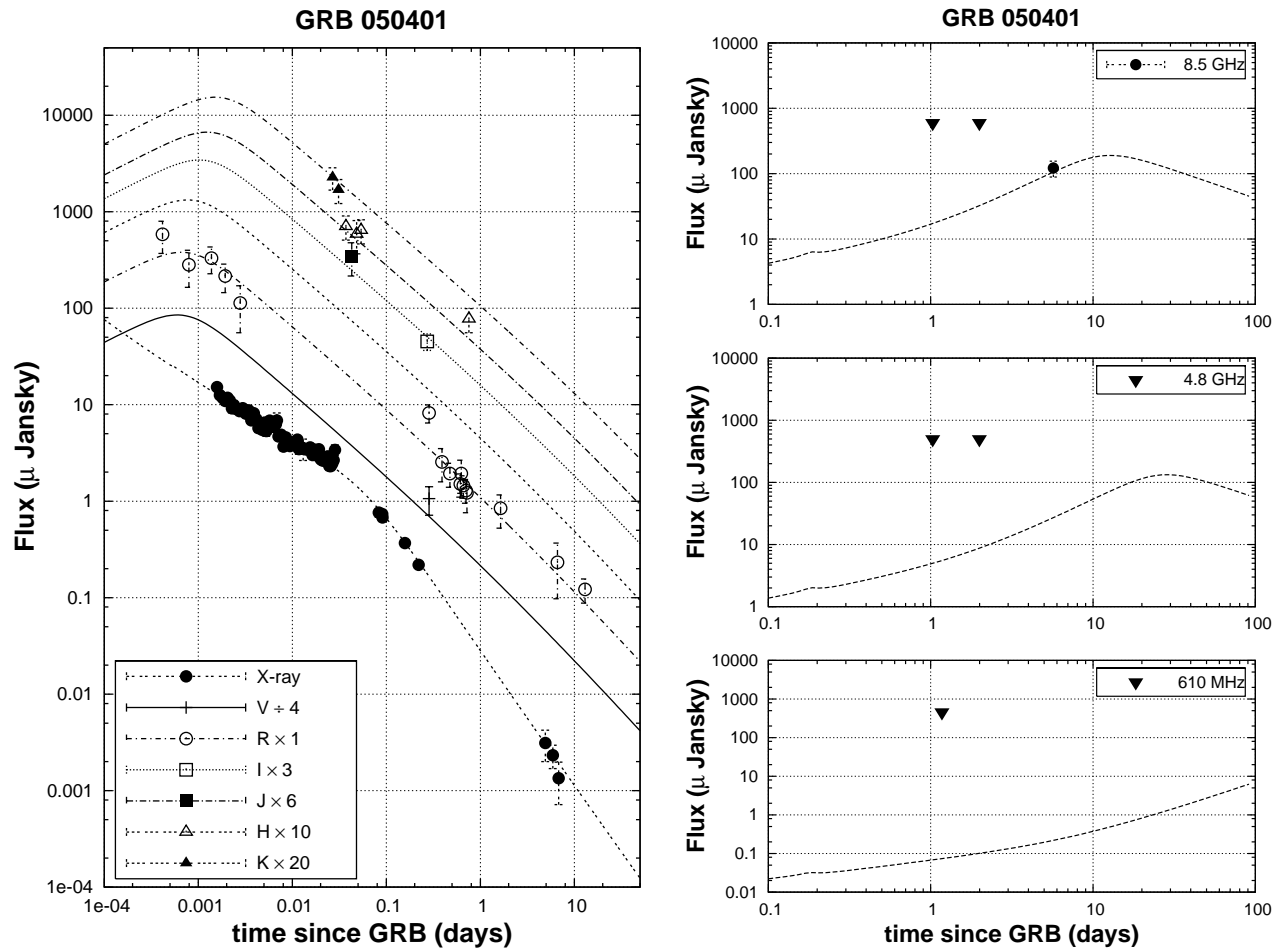 GRB 050401
10000
1000
100
10
1
0.1
0.01
0.001
1e-04
Flux (μ Jansky)
X-ray
V ÷ 4
R × 1
I × 3
J × 6
H × 10
K × 20
1e-04
0.001
0.01
0.1
1
10
time since GRB (days)
GRB 050401
10000
1000
100
10
1
Flux (μ Jansky)
8.5 GHz
0.1
1
10
100
10000
1000
100
10
1
Flux (μ Jansky)
4.8 GHz
0.1
1
10
100
10000
1000
100
10
1
0.1
0.01
Flux (μ Jansky)
610 MHz
0.1
1
10
100
time since GRB (days)